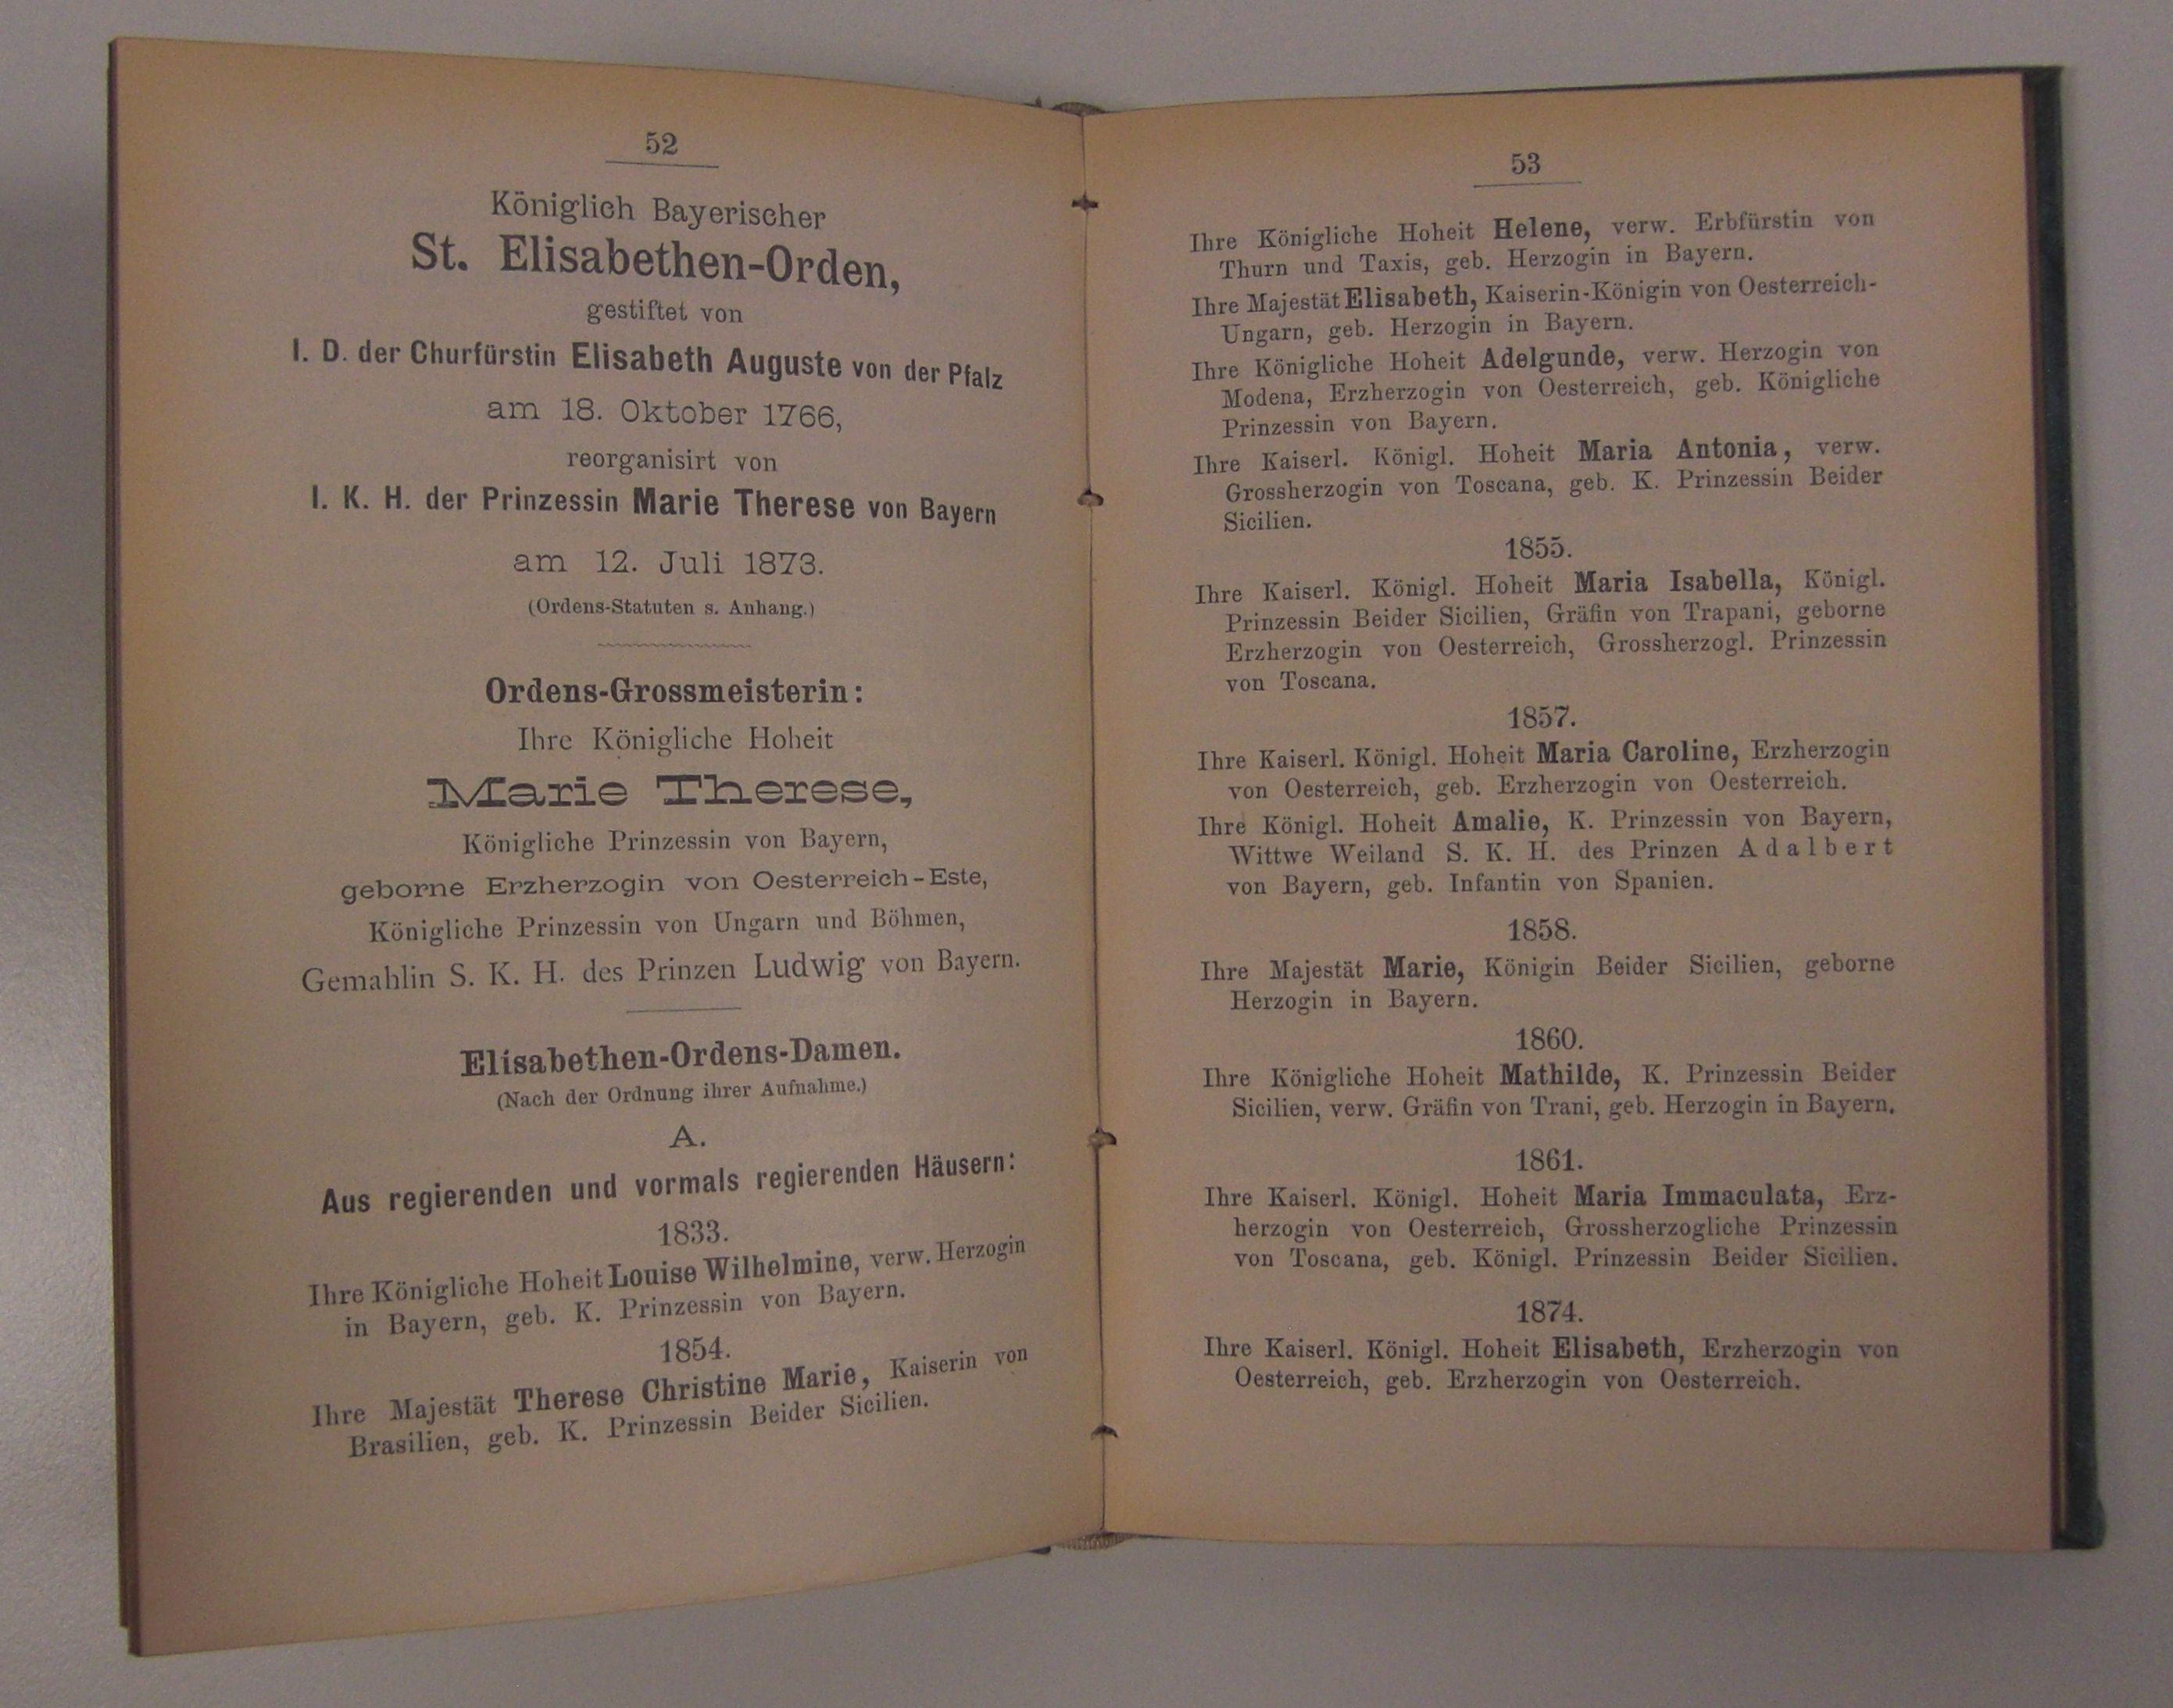 52
Königlich Bayerischer
St. Elisabethen-Orden,
gestiftet von
I. D. der Churfürstin Elisabeth Auguste von der Pfalz
am 18. Oktober 1766,
reorganisirt von
I. K. H. der Prinzessin Marie Therese von Bayern
am 12. Juli 1873.
(Ordens-Statuten s. Anhang.)
Ordens-Grossmeisterin:
Ihre Königliche Hoheit
Marie Therese,
Königliche Prinzessin von Bayern,
geborne Erzherzogin von Oesterreich-Este,
Königliche Prinzessin von Ungarn und Böhmen,
Gemahlin S. K. H. des Prinzen Ludwig von Bayern.
Elisabethen-Ordens-Damen.
(Nach der Ordnung ihrer Aufnahme.)
A.
Aus regierenden und vormals regierenden Häusern:
1833.
Ihre Königliche Hoheit Louise Wilhelmine, verw. Herzogin
in Bayern, geb. K. Prinzessin von Bayern.
1854.
Ihre Majestät Therese Christine Marie, Kaiserin von
Brasilien, geb. K. Prinzessin Beider Sicilien.
53
Ihre Königliche Hoheit Helene, verw. Erbfürstin von
Thurn und Taxis, geb. Herzogin in Bayern.
Ihre Majestät Elisabeth, Kaiserin-Königin von Oesterreich-
Ungarn, geb. Herzogin in Bayern.
Ihre Königliche Hoheit Adelgunde, verw. Herzogin von
Modena, Erzherzogin von Oesterreich, geb. Königliche
Prinzessin von Bayern.
Ihre Kaiserl. Königl. Hoheit Maria Antonia, verw.
Grossherzogin von Toscana, geb. K. Prinzessin Beider
Sicilien.
1855.
Ihre Kaiserl. Königl. Hoheit Maria Isabella, Königl.
Prinzessin Beider Sicilien, Gräfin von Trapani, geborne
Erzherzogin von Oesterreich, Grossherzogl. Prinzessin
von Toscana.
1857.
Ihre Kaiserl. Königl. Hoheit Maria Caroline, Erzherzogin
von Oesterreich, geb. Erzherzogin von Oesterreich.
Ihre Königl. Hoheit Amalie, K. Prinzessin von Bayern,
Wittwe Weiland S. K. H. des Prinzen Adalbert
von Bayern, geb. Infantin von Spanien.
1858.
Ihre Majestät Marie, Königin Beider Sicilien, geborne
Herzogin in Bayern.
1860.
Ihre Königliche Hoheit Mathilde, K. Prinzessin Beider
Sicilien, verw. Gräfin von Trani, geb. Herzogin in Bayern.
1861.
Ihre Kaiserl. Königl. Hoheit Maria Immaculata, Erz-
herzogin von Oesterreich, Grossherzogliche Prinzessin
von Toscana, geb. Königl. Prinzessin Beider Sicilien.
1874.
Ihre Kaiserl. Königl. Hoheit Elisabeth, Erzherzogin von
Oesterreich, geb. Erzherzogin von Oesterreich.